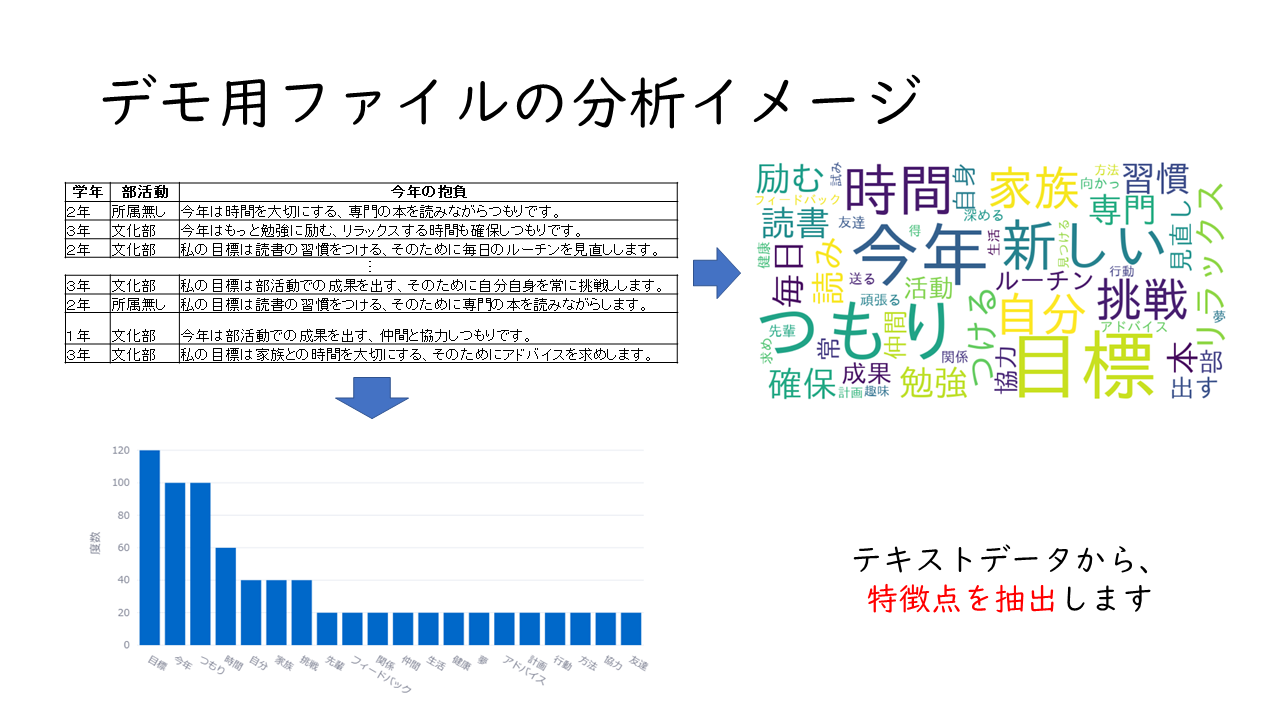 デモ用ファイルの分析イメージ
学年 部活動 今年の抱負
2年 所属無し 今年は時間を大切にする、専門の本を読みながらつもりです。
3年 文化部 今年はもっと勉強に励む、リラックスする時間も確保しつもりです。
2年 文化部 私の目標は読書の習慣をつける、そのために毎日のルーチンを見直しします。
⋮
3年 文化部 私の目標は部活動での成果を出す、そのために自分自身を常に挑戦しします。
2年 所属無し 私の目標は読書の習慣をつける、そのために専門の本を読みながらします。
1年 文化部 今年は部活動での成果を出す、仲間と協力しつもりです。
3年 文化部 私の目標は家族との時間を大切にする、そのためにアドバイスを求めします。
励む
試み
時間
自身
家族
方法
向かっ
習慣
フィードバック
読書
友達
深める
得
専門
見直し
リラックス
今年
新しい
生活
見つける
健康
毎日
読み
送る
活動
ルーチン
行動
挑戦
頑張る
つもり
仲間
つける
自分
アドバイス
夢
先輩
求め
常
関係
協力
目標
本
部
確保
成果
計画
趣味
勉強
出す
度数
120
100
80
60
40
20
0
目標 今年 つもり 時間 自分 家族 挑戦 先輩 フィードバック 関係 仲間 生活 健康 夢 アドバイス 計画 行動 方法 協力 友達
テキストデータから、
特徴点を抽出します